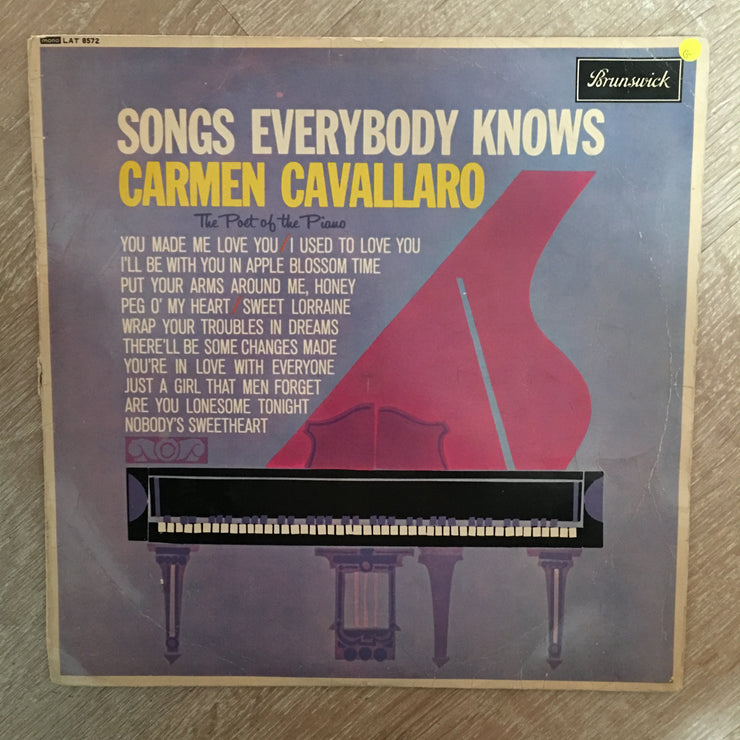 mono LAT 8572
G-
Brunswick
SONGS EVERYBODY KNOWS
CARMEN CAVALLARO
The Poet of the Piano
YOU MADE ME LOVE YOU / I USED TO LOVE YOU
I'LL BE WITH YOU IN APPLE BLOSSOM TIME
PUT YOUR ARMS AROUND ME, HONEY
PEG O' MY HEART / SWEET LORRAINE
WRAP YOUR TROUBLES IN DREAMS
THERE'LL BE SOME CHANGES MADE
YOU'RE IN LOVE WITH EVERYONE
JUST A GIRL THAT MEN FORGET
ARE YOU LONESOME TONIGHT
NOBODY'S SWEETHEART